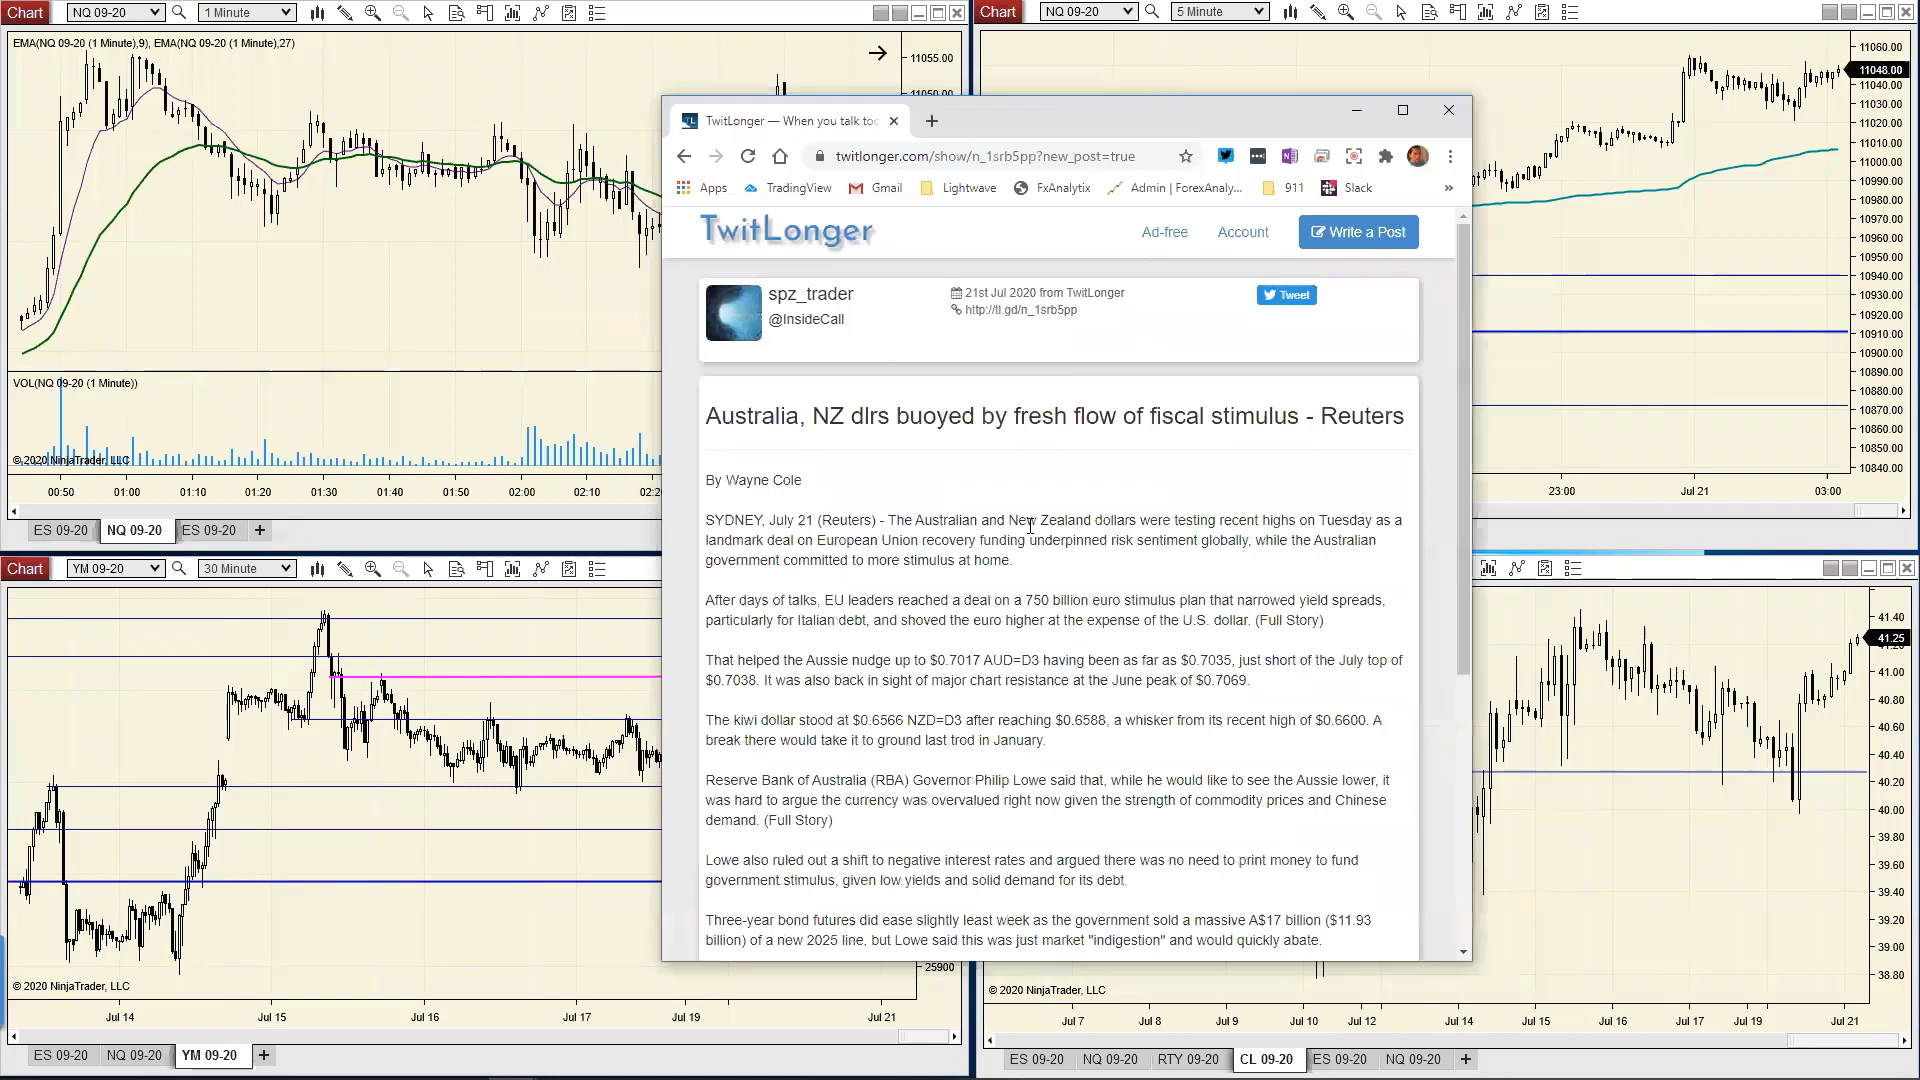 Chart NQ 09-20 1 Minute
EMA(NQ 09-20 (1 Minute),9), EMA(NQ 09-20 (1 Minute),27)
11055.00
11050.00
VOL(NQ 09-20 (1 Minute))
© 2020 NinjaTrader, LLC
00:50 01:00 01:10 01:20 01:30 01:40 01:50 02:00 02:10 02:20
ES 09-20 NQ 09-20 ES 09-20 +
Chart NQ 09-20 5 Minute
11060.00
11048.00
11040.00
11030.00
11020.00
11010.00
11000.00
10990.00
10980.00
10970.00
10960.00
10950.00
10940.00
10930.00
10920.00
10910.00
10900.00
10890.00
10880.00
10870.00
10860.00
10850.00
10840.00
23:00 Jul 21 03:00
TwitLonger — When you talk too
twitlonger.com/show/n_1srb5pp?new_post=true
Apps TradingView Gmail Lightwave FxAnalytix Admin | ForexAnaly... 911 Slack »
TwitLonger Ad-free Account Write a Post
spz_trader
@InsideCall
21st Jul 2020 from TwitLonger
http://tl.gd/n_1srb5pp
Tweet
Australia, NZ dlrs buoyed by fresh flow of fiscal stimulus - Reuters
By Wayne Cole
SYDNEY, July 21 (Reuters) - The Australian and New Zealand dollars were testing recent highs on Tuesday as a
landmark deal on European Union recovery funding underpinned risk sentiment globally, while the Australian
government committed to more stimulus at home.
After days of talks, EU leaders reached a deal on a 750 billion euro stimulus plan that narrowed yield spreads,
particularly for Italian debt, and shoved the euro higher at the expense of the U.S. dollar. (Full Story)
That helped the Aussie nudge up to $0.7017 AUD=D3 having been as far as $0.7035, just short of the July top of
$0.7038. It was also back in sight of major chart resistance at the June peak of $0.7069.
The kiwi dollar stood at $0.6566 NZD=D3 after reaching $0.6588, a whisker from its recent high of $0.6600. A
break there would take it to ground last trod in January.
Reserve Bank of Australia (RBA) Governor Philip Lowe said that, while he would like to see the Aussie lower, it
was hard to argue the currency was overvalued right now given the strength of commodity prices and Chinese
demand. (Full Story)
Lowe also ruled out a shift to negative interest rates and argued there was no need to print money to fund
government stimulus, given low yields and solid demand for its debt.
Three-year bond futures did ease slightly least week as the government sold a massive A$17 billion ($11.93
billion) of a new 2025 line, but Lowe said this was just market "indigestion" and would quickly abate.
Chart YM 09-20 30 Minute
25900
© 2020 NinjaTrader, LLC
Jul 14 Jul 15 Jul 16 Jul 17 Jul 19 Jul 21
ES 09-20 NQ 09-20 YM 09-20 +
41.40
41.25
41.00
40.80
40.60
40.40
40.20
40.00
39.80
39.60
39.40
39.20
39.00
38.80
© 2020 NinjaTrader, LLC
Jul 7 Jul 8 Jul 9 Jul 10 Jul 12 Jul 14 Jul 15 Jul 16 Jul 17 Jul 19 Jul 21
ES 09-20 NQ 09-20 RTY 09-20 CL 09-20 ES 09-20 NQ 09-20 +